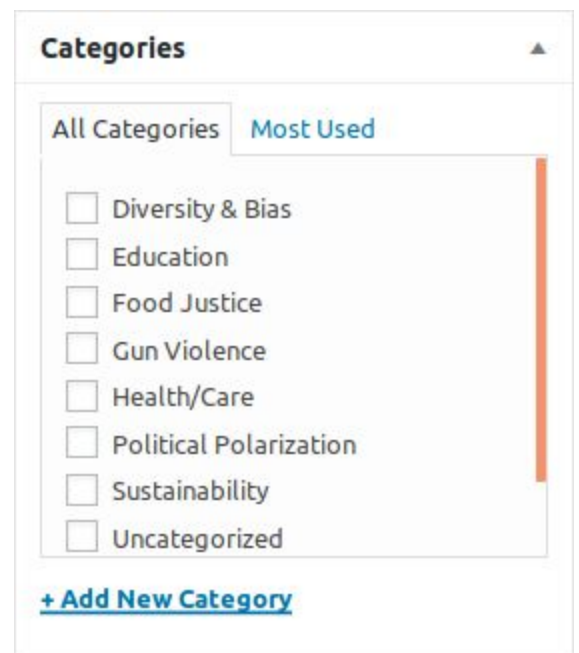 Categories
All Categories Most Used
Diversity & Bias
Education
Food Justice
Gun Violence
Health/Care
Political Polarization
Sustainability
Uncategorized
+ Add New Category